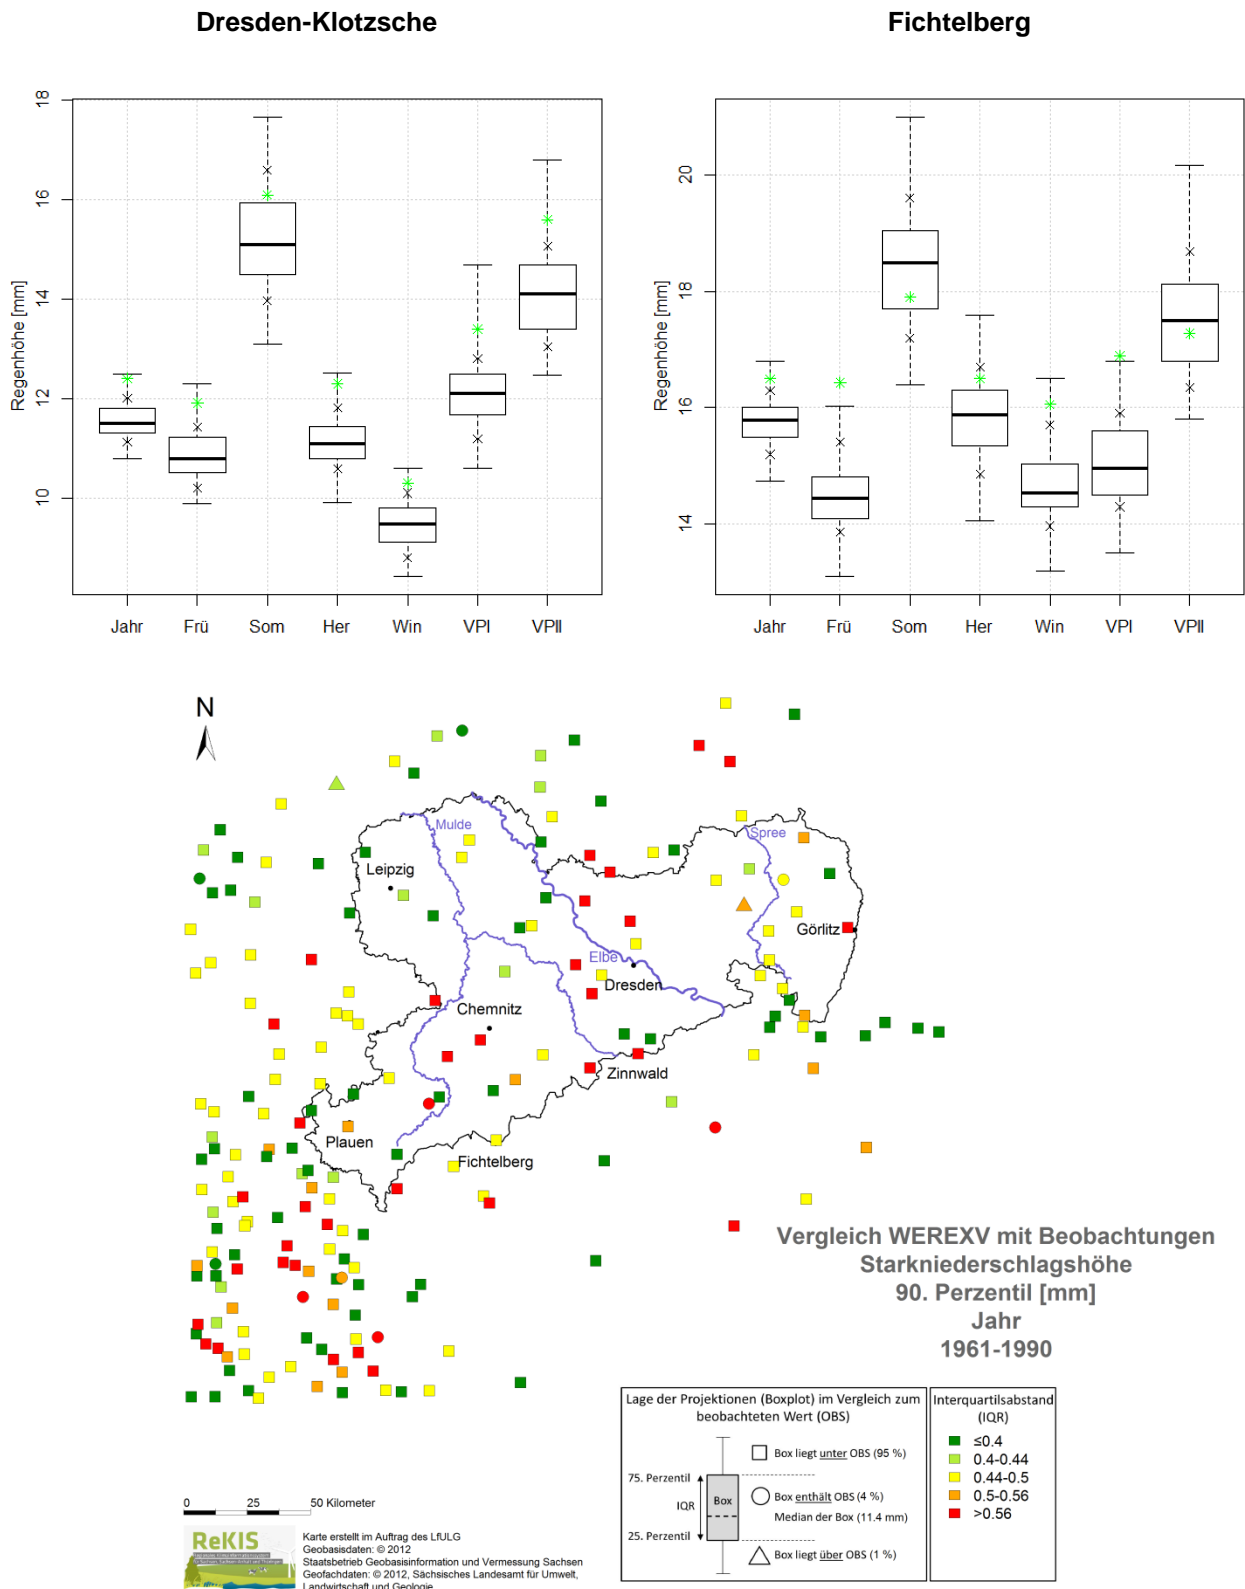 Dresden-Klotzsche
Fichtelberg
Regenhöhe [mm]
18
16
14
12
10
Jahr Frü Som Her Win VPI VPII
Regenhöhe [mm]
20
18
16
14
Jahr Frü Som Her Win VPI VPII
N
Mulde
Spree
Leipzig
Görlitz
Elbe
Dresden
Chemnitz
Zinnwald
Plauen
Fichtelberg
Vergleich WEREXV mit Beobachtungen
Starkniederschlagshöhe
90. Perzentil [mm]
Jahr
1961-1990
Lage der Projektionen (Boxplot) im Vergleich zum
beobachteten Wert (OBS)
75. Perzentil
IQR
25. Perzentil
Box
Box liegt unter OBS (95 %)
Box enthält OBS (4 %)
Median der Box (11.4 mm)
Box liegt über OBS (1 %)
Interquartilsabstand
(IQR)
≤0.4
0.4-0.44
0.44-0.5
0.5-0.56
>0.56
0 25 50 Kilometer
ReKIS
Karte erstellt im Auftrag des LfULG
Geobasisdaten: © 2012
Staatsbetrieb Geobasisinformation und Vermessung Sachsen
Geofachdaten: © 2012, Sächsisches Landesamt für Umwelt,
Landwirtschaft und Geologie